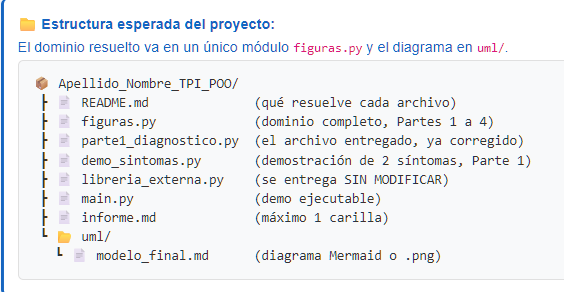 Estructura esperada del proyecto:
El dominio resuelto va en un único módulo figuras.py y el diagrama en uml/.
Apellido_Nombre_TPI_POO/
README.md (qué resuelve cada archivo)
figuras.py (dominio completo, Partes 1 a 4)
parte1_diagnostico.py (el archivo entregado, ya corregido)
demo_sintomas.py (demostración de 2 síntomas, Parte 1)
libreria_externa.py (se entrega SIN MODIFICAR)
main.py (demo ejecutable)
informe.md (máximo 1 carilla)
uml/
modelo_final.md (diagrama Mermaid o .png)